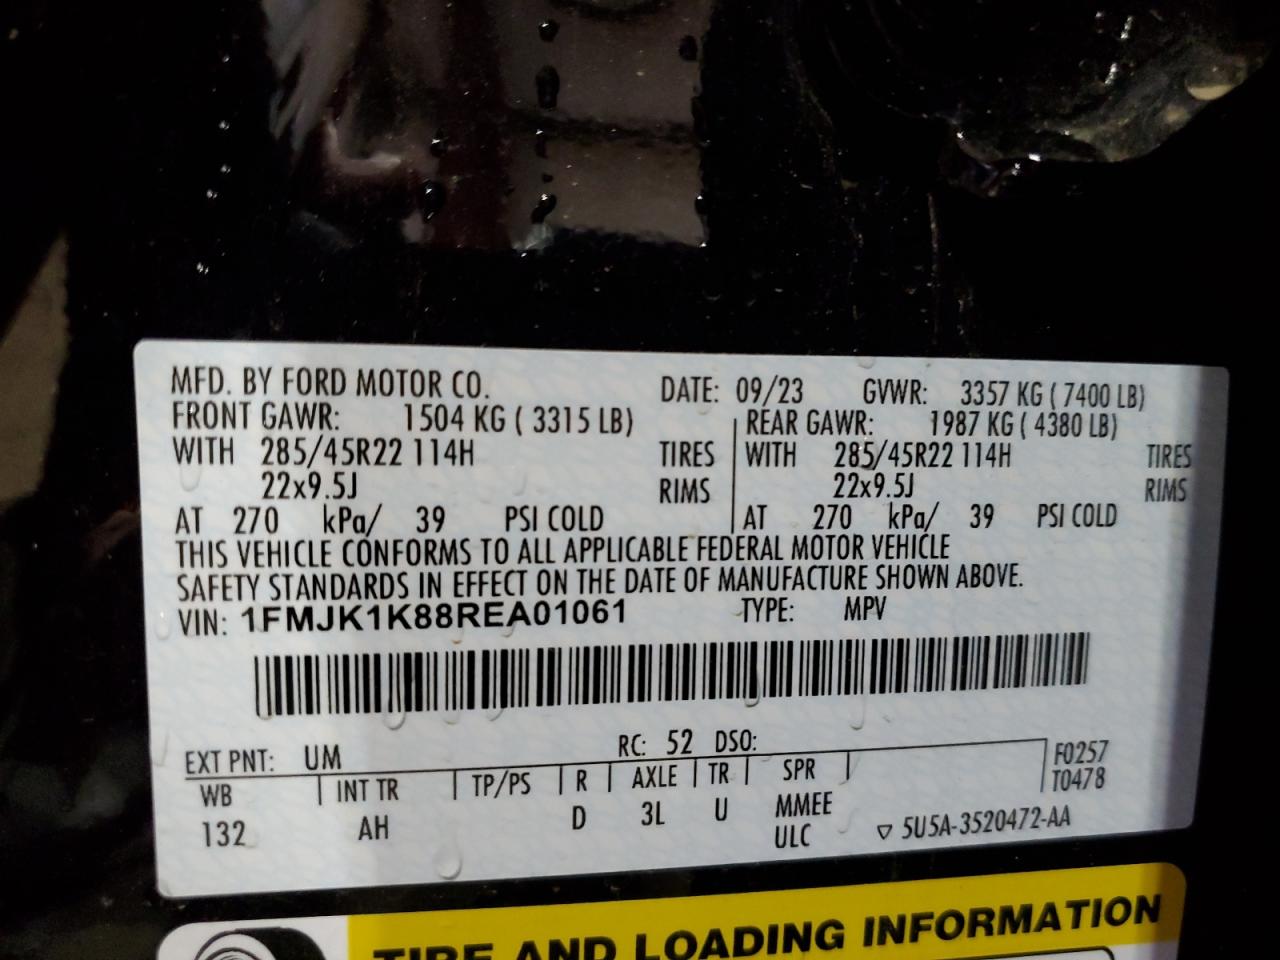 MFD. BY FORD MOTOR CO. DATE: 09/23 GVWR: 3357 KG ( 7400 LB)
FRONT GAWR: 1504 KG ( 3315 LB) REAR GAWR: 1987 KG ( 4380 LB)
WITH 285/45R22 114H TIRES WITH 285/45R22 114H TIRES
22x9.5J RIMS 22x9.5J RIMS
AT 270 kPa/ 39 PSI COLD AT 270 kPa/ 39 PSI COLD
THIS VEHICLE CONFORMS TO ALL APPLICABLE FEDERAL MOTOR VEHICLE
SAFETY STANDARDS IN EFFECT ON THE DATE OF MANUFACTURE SHOWN ABOVE.
VIN: 1FMJK1K88REA01061 TYPE: MPV
EXT PNT: UM RC: 52 DSO: F0257
WB INT TR TP/PS R AXLE TR SPR T0478
132 AH D 3L U MMEE
ULC ▽ 5U5A-3520472-AA
TIRE AND LOADING INFORMATION